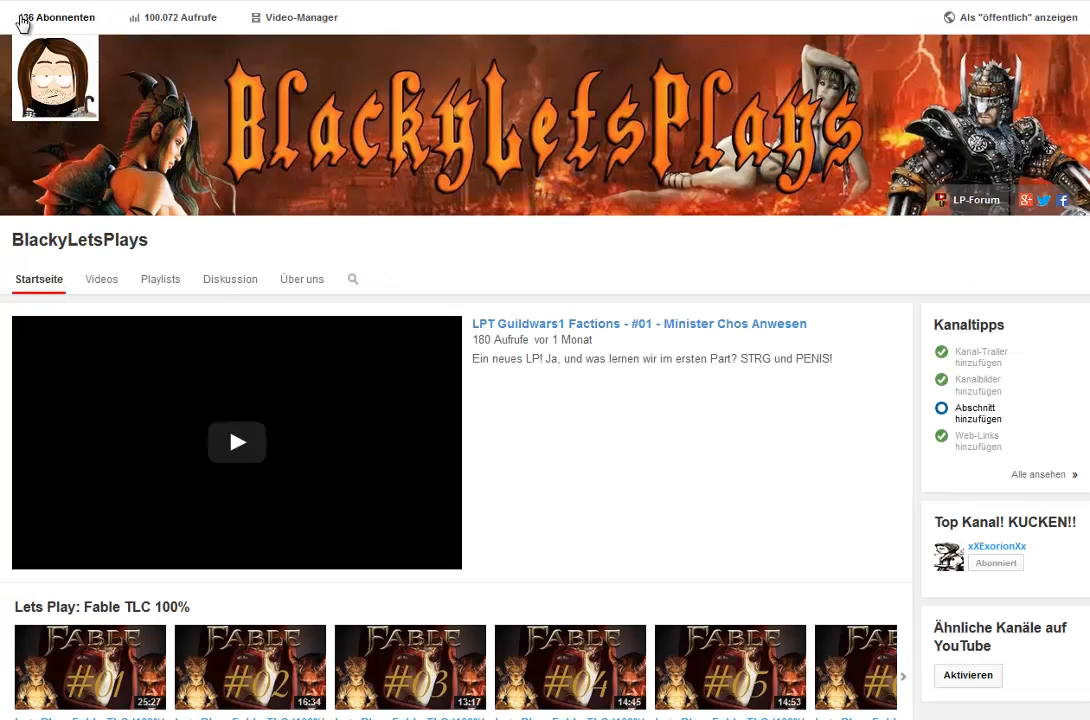 Abonnenten
100.072 Aufrufe
Video-Manager
Als "öffentlich" anzeigen
BlackyLetsPlays
LP-Forum
BlackyLetsPlays
Startseite
Videos
Playlists
Diskussion
Über uns
LPT Guildwars1 Factions - #01 - Minister Chos Anwesen
180 Aufrufe vor 1 Monat
Ein neues LP! Ja, und was lernen wir im ersten Part? STRG und PENIS!
Kanaltipps
Kanal-Trailer
hinzufügen
Kanalbilder
hinzufügen
Abschnitt
hinzufügen
Web-Links
hinzufügen
Alle ansehen »
Top Kanal! KUCKEN!!
xXExorionXx
Abonniert
Ähnliche Kanäle auf
YouTube
Aktivieren
Lets Play: Fable TLC 100%
FABLE
#01
25:27
FABLE
#02
16:34
FABLE
#03
13:17
FABLE
#04
14:45
FABLE
#05
14:53
FABLE